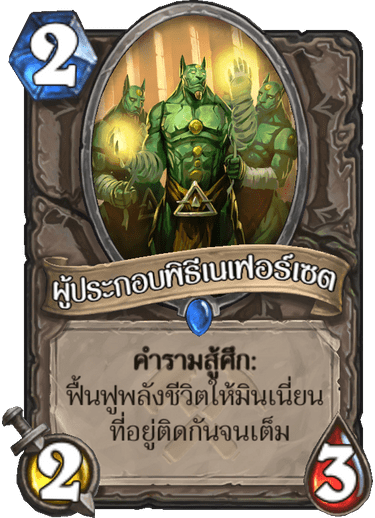 2
ผู้ประกอบพิธีเนเฟอร์เซต
คำรามสู้ศึก:
ฟื้นฟูพลังชีวิตให้มินเนี่ยน
ที่อยู่ติดกันจนเต็ม
2
3